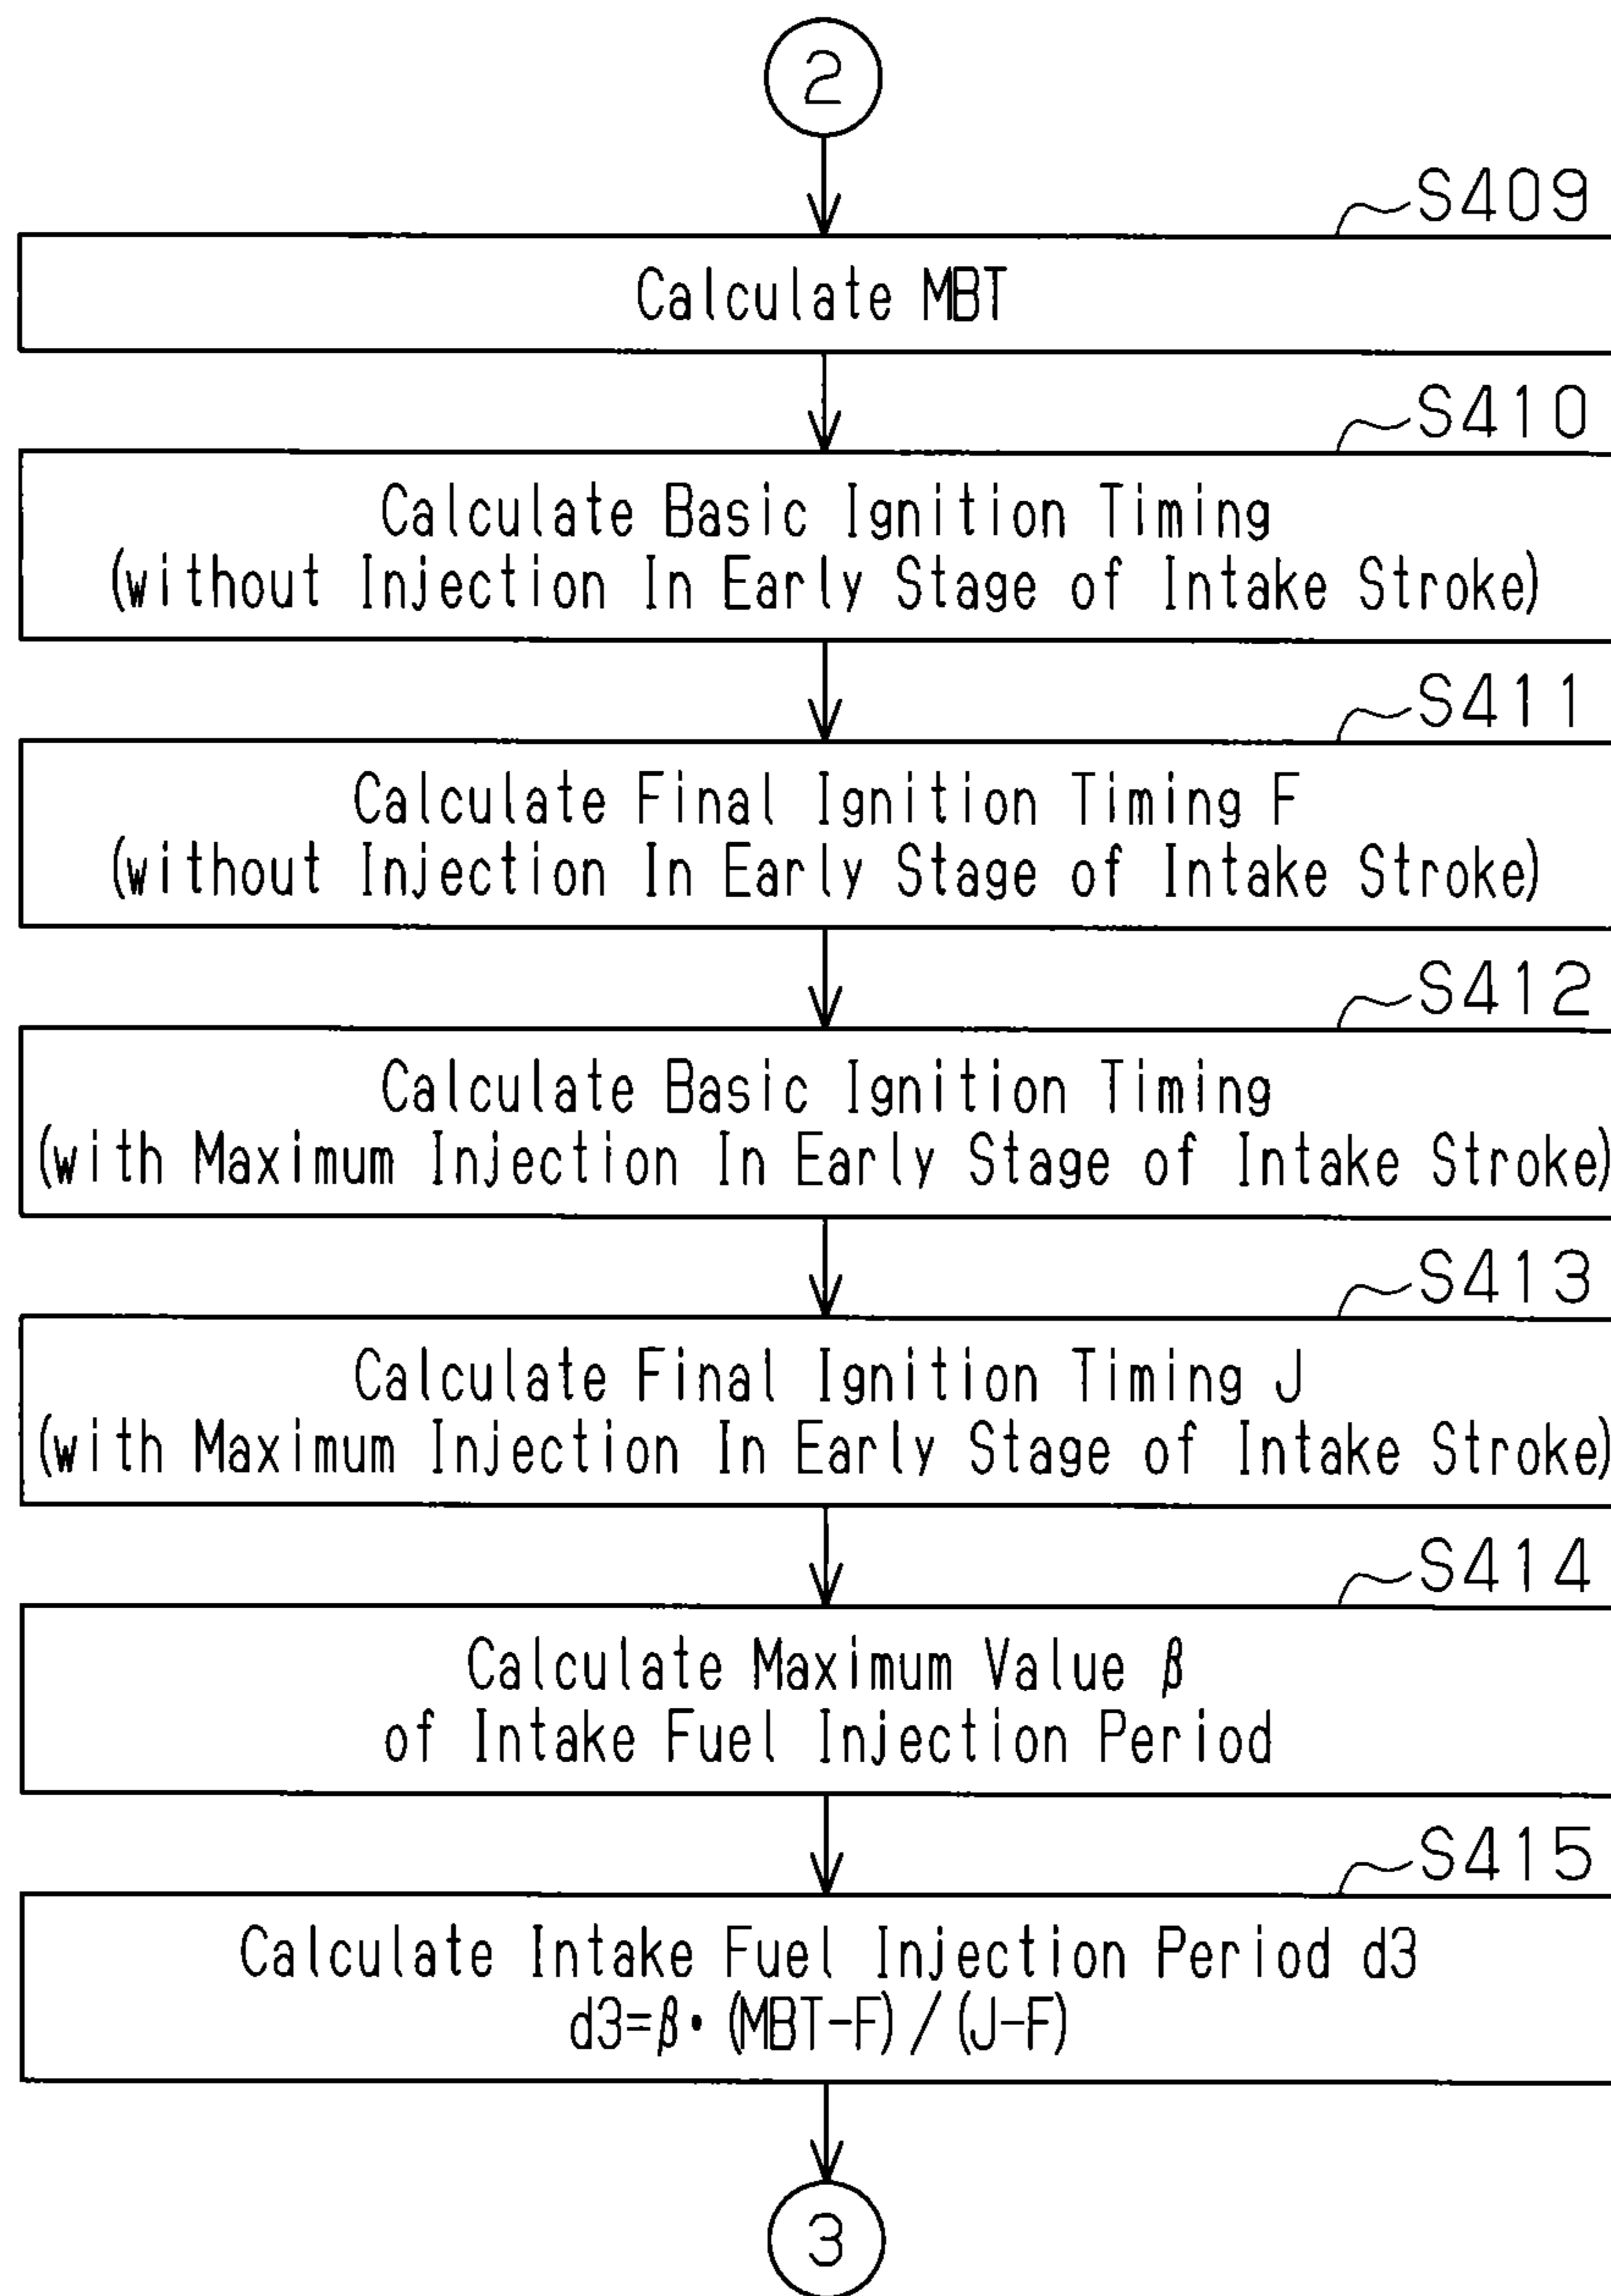 2
S409
Calculate MBT
S410
Calculate Basic Ignition Timing
(without Injection In Early Stage of Intake Stroke)
S411
Calculate Final Ignition Timing F
(without Injection In Early Stage of Intake Stroke)
S412
Calculate Basic Ignition Timing
(with Maximum Injection In Early Stage of Intake Stroke)
S413
Calculate Final Ignition Timing J
(with Maximum Injection In Early Stage of Intake Stroke)
S414
Calculate Maximum Value β
of Intake Fuel Injection Period
S415
Calculate Intake Fuel Injection Period d3
d3=β・(MBT-F)/(J-F)
3